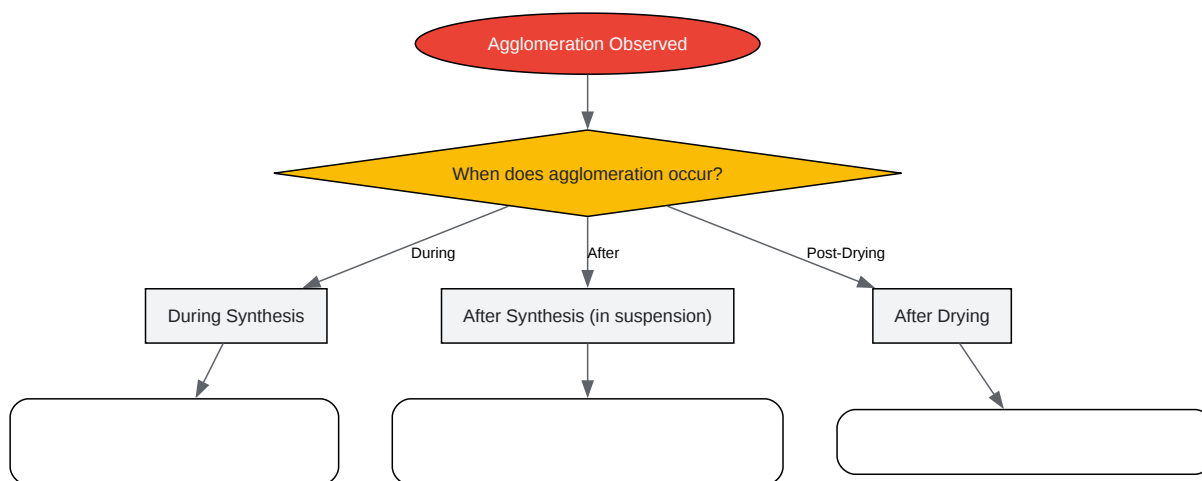 Agglomeration Observed
When does agglomeration occur?
During
After
Post-Drying
During Synthesis
After Synthesis (in suspension)
After Drying